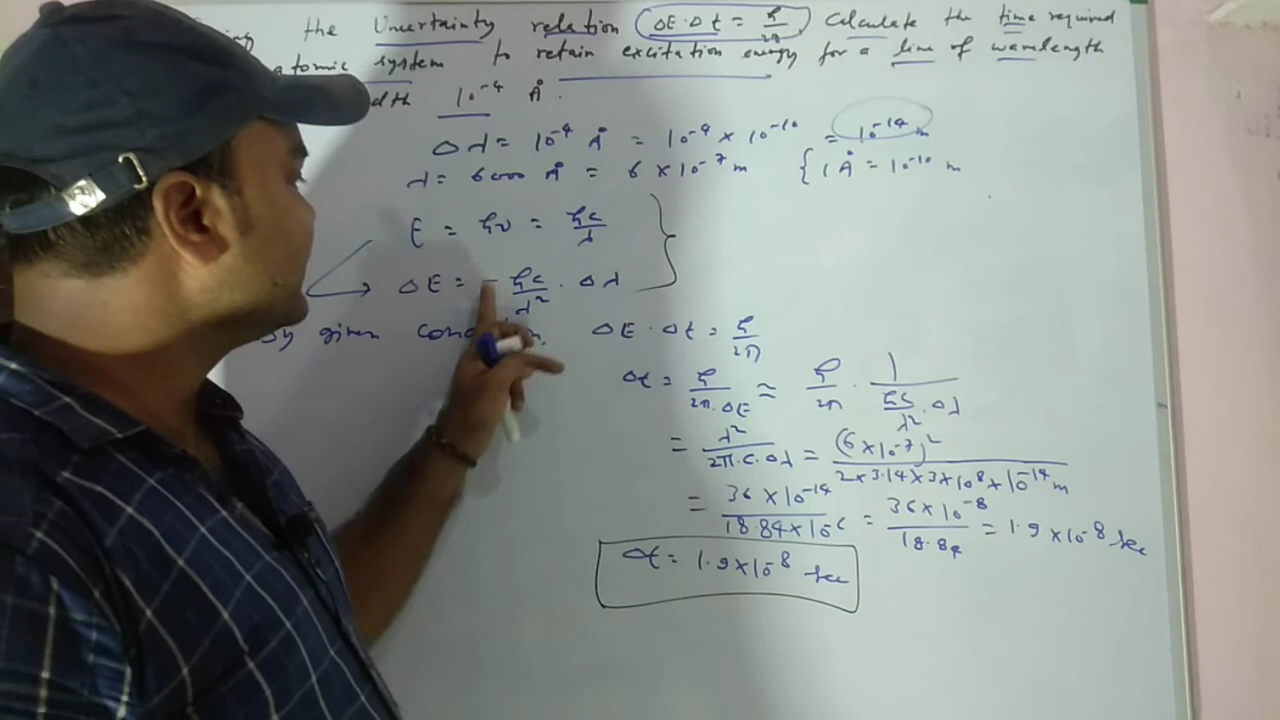 the Uncertainty relation (ΔE·Δt = h/2π) Calculate the time required
atomic system to retain excitation energy for a line of wavelength
dth 10⁻⁴ Å.
Δλ = 10⁻⁴ Å = 10⁻⁴ × 10⁻¹⁰ = 10⁻¹⁴ m
λ = 6000 Å = 6 × 10⁻⁷ m { 1 Å = 10⁻¹⁰ m
E = hν = hc/λ
ΔE = - hc/λ² · Δλ
by given ΔE·Δt = h/2π
Δt = h/2π·ΔE ≈ h/2π · 1/(hc/λ² · Δλ)
= λ²/2π·c·Δλ = (6×10⁻⁷)²/2×3.14×3×10⁸×10⁻¹⁴ m
= 36×10⁻¹⁴/18.84×10⁻⁶ = 36×10⁻⁸/18.84 = 1.9×10⁻⁸ sec
Δt = 1.9×10⁻⁸ sec